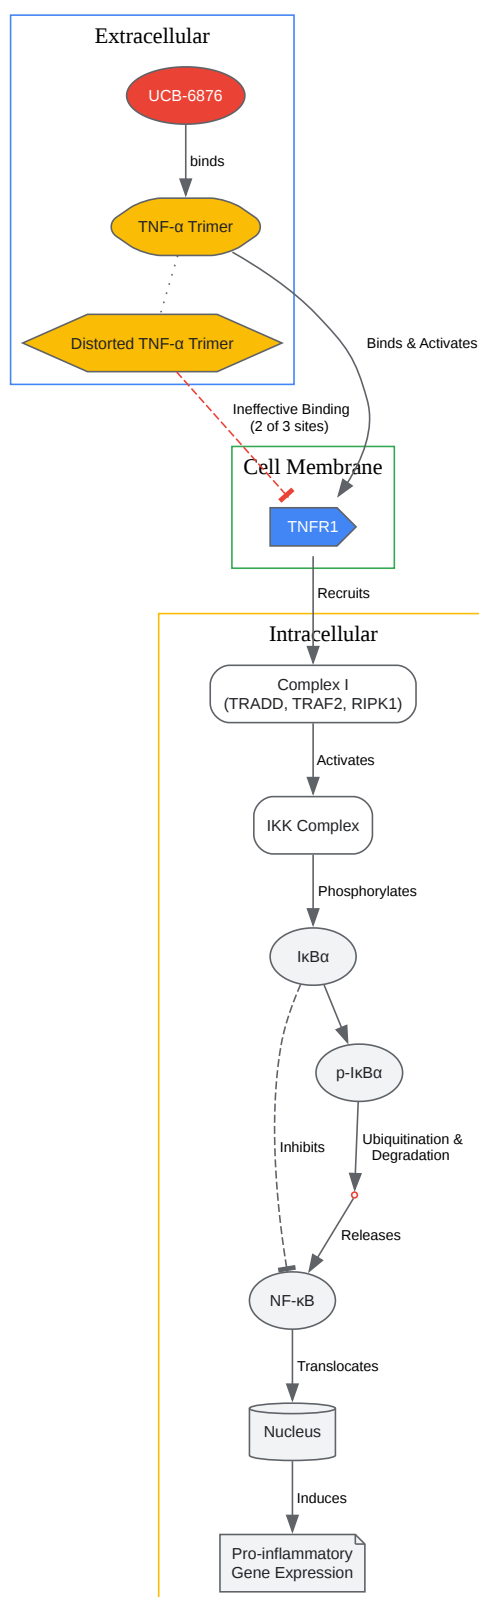 Extracellular
UCB-6876
binds
TNF-α Trimer
Distorted TNF-α Trimer
Binds & Activates
Ineffective Binding
(2 of 3 sites)
Cell Membrane
TNFR1
Recruits
Intracellular
Complex I
(TRADD, TRAF2, RIPK1)
Activates
IKK Complex
Phosphorylates
IκBα
p-IκBα
Ubiquitination &
Degradation
Inhibits
Releases
NF-κB
Translocates
Nucleus
Induces
Pro-inflammatory
Gene Expression